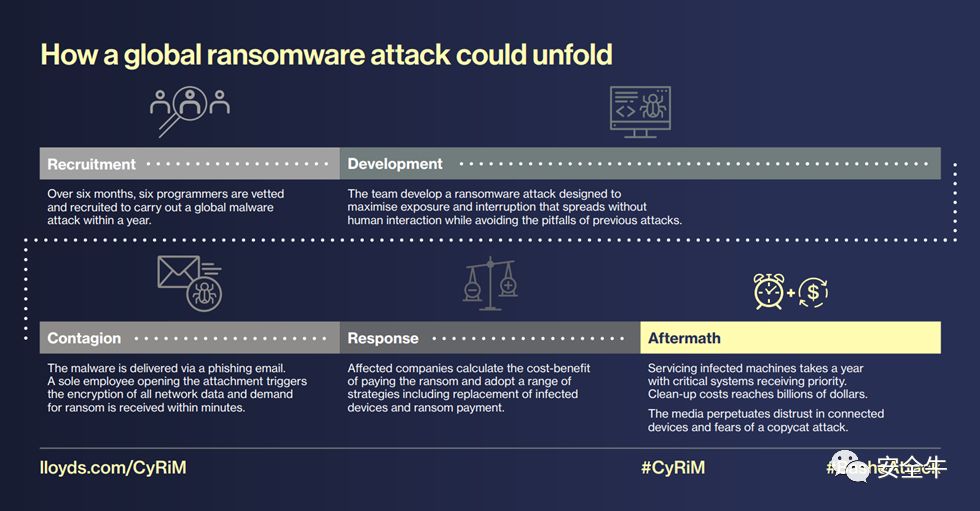 How a global ransomware attack could unfold
Recruitment
Development
Over six months, six programmers are vetted
and recruited to carry out a global malware
attack within a year.
The team develop a ransomware attack designed to
maximise exposure and interruption that spreads without
human interaction while avoiding the pitfalls of previous attacks.
Contagion
Response
Aftermath
The malware is delivered via a phishing email.
A sole employee opening the attachment triggers
the encryption of all network data and demand
for ransom is received within minutes.
Affected companies calculate the cost-benefit
of paying the ransom and adopt a range of
strategies including replacement of infected
devices and ransom payment.
Servicing infected machines takes a year
with critical systems receiving priority.
Clean-up costs reaches billions of dollars.
The media perpetuates distrust in connected
devices and fears of a copycat attack.
lloyds.com/CyRiM
#CyRiM
安全牛